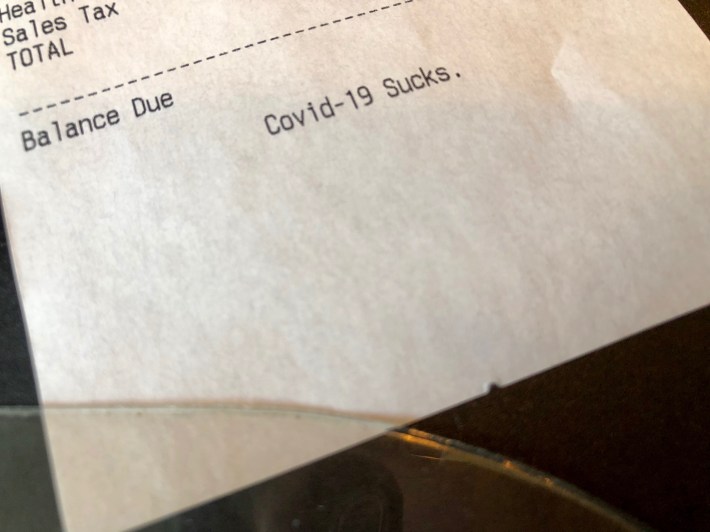 Sales Tax
TOTAL
Balance Due
Covid-19 Sucks.